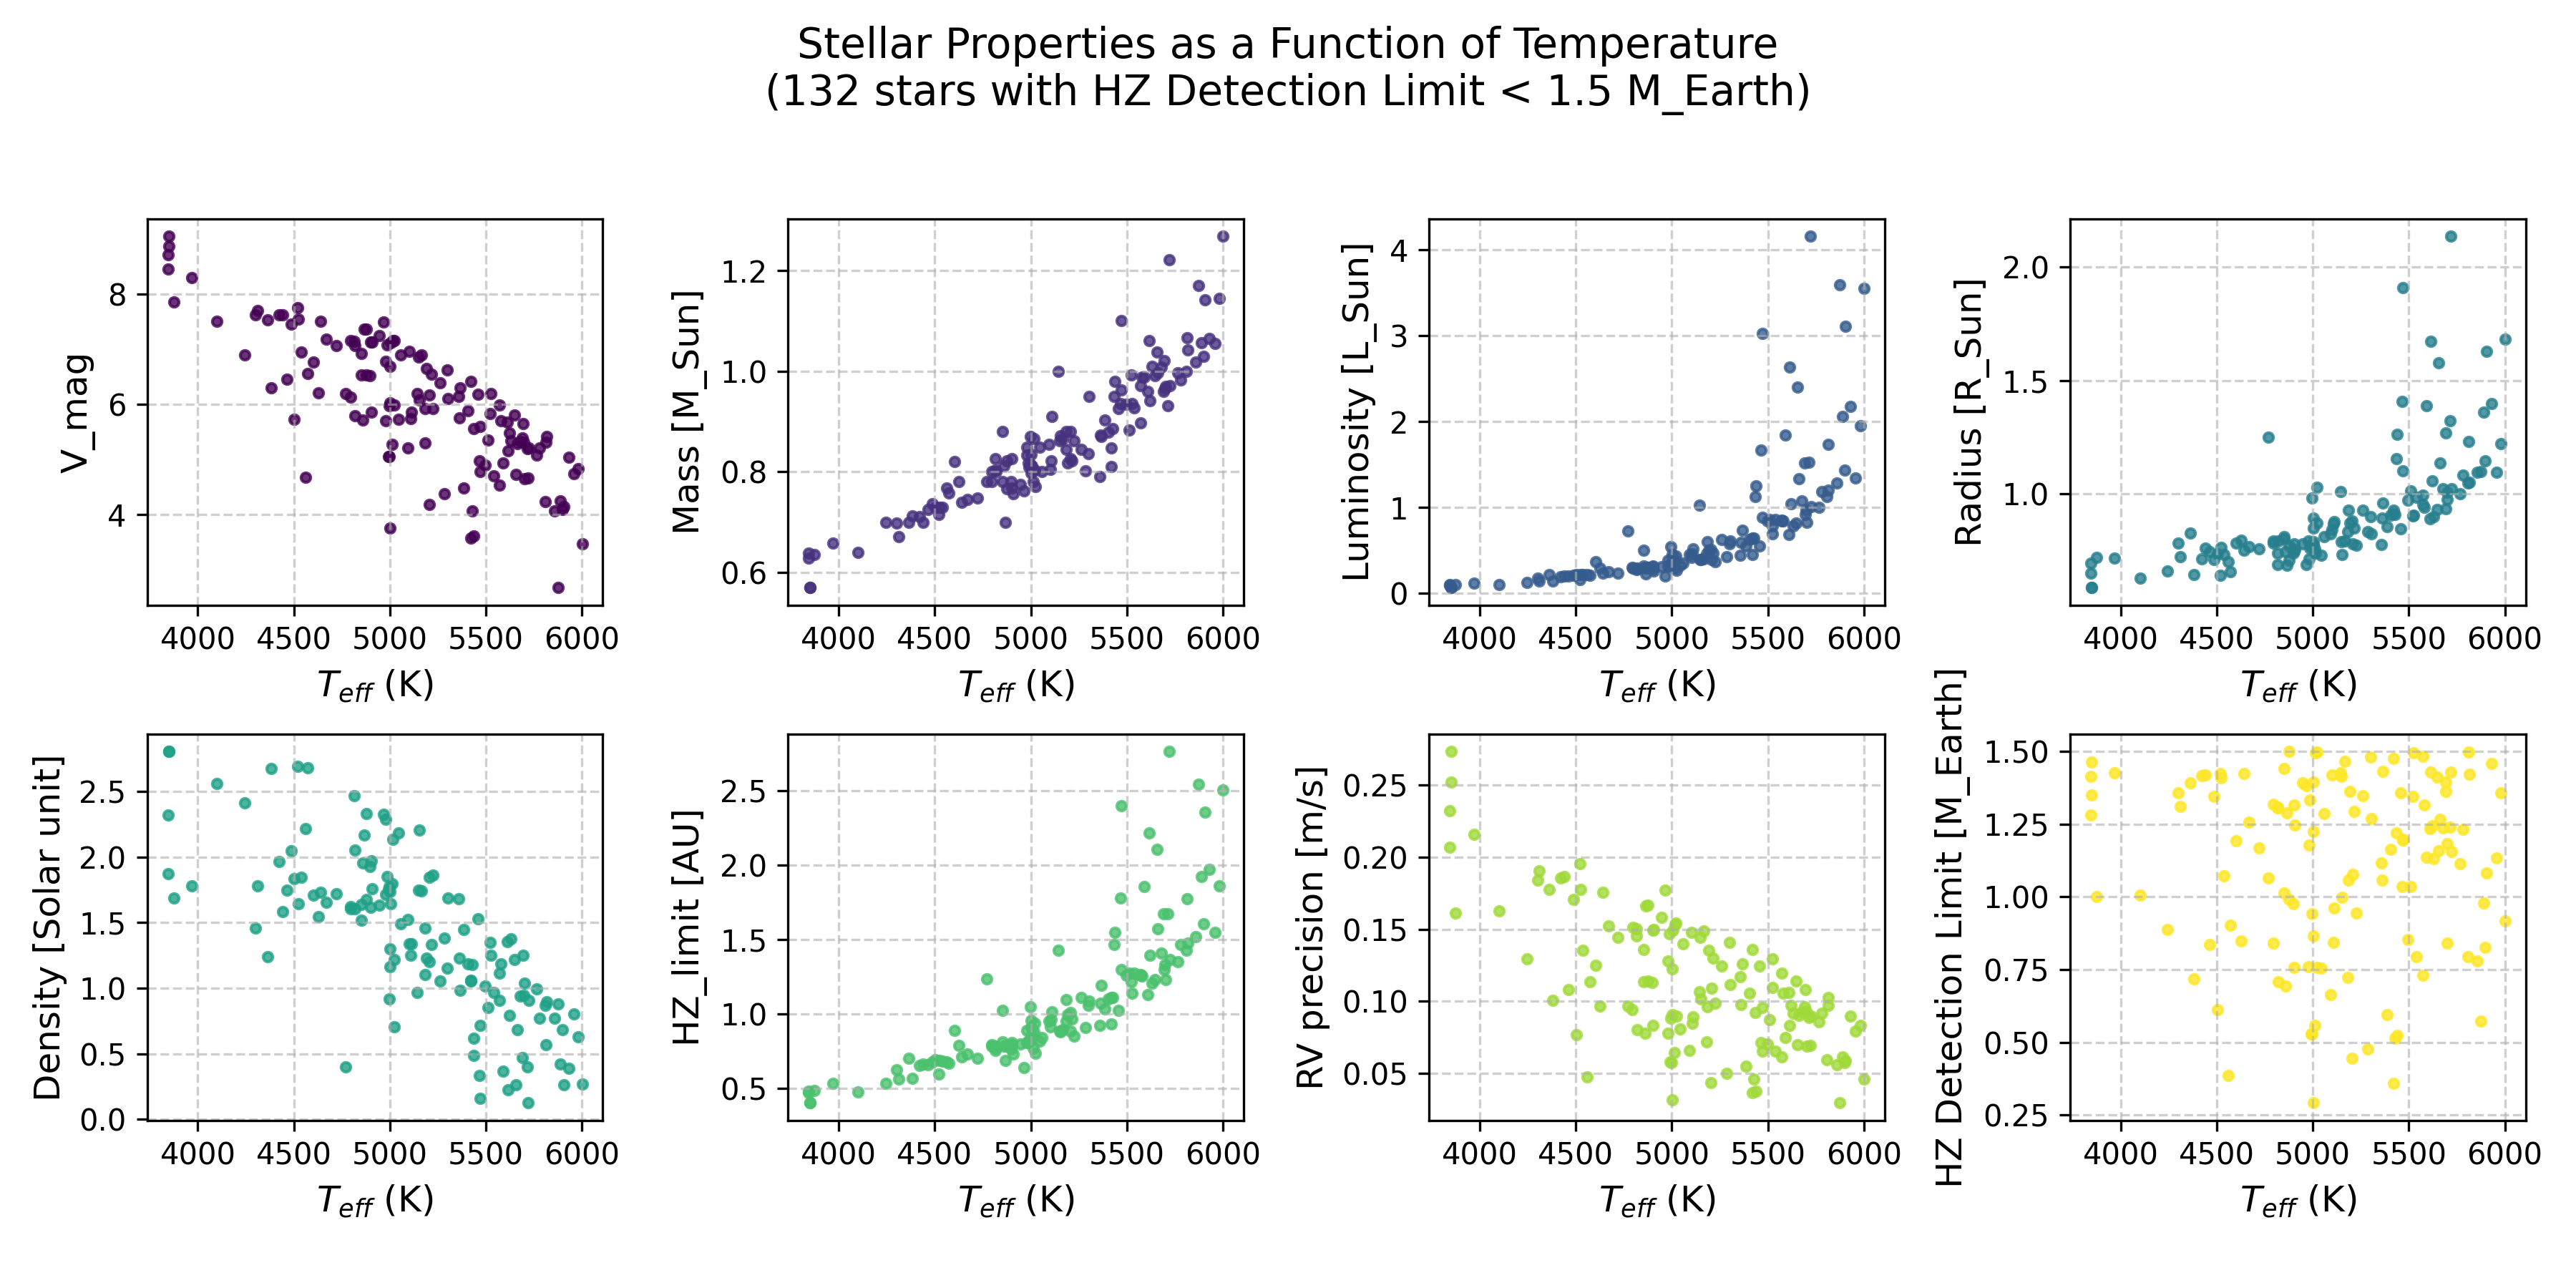 Stellar Properties as a Function of Temperature
(132 stars with HZ Detection Limit < 1.5 M_Earth)
V_mag
8
6
4
4000 4500 5000 5500 6000
T_eff (K)
Mass [M_Sun]
1.2
1.0
0.8
0.6
4000 4500 5000 5500 6000
T_eff (K)
Luminosity [L_Sun]
4
3
2
1
0
4000 4500 5000 5500 6000
T_eff (K)
Radius [R_Sun]
2.0
1.5
1.0
4000 4500 5000 5500 6000
T_eff (K)
Density [Solar unit]
2.5
2.0
1.5
1.0
0.5
0.0
4000 4500 5000 5500 6000
T_eff (K)
HZ_limit [AU]
2.5
2.0
1.5
1.0
0.5
4000 4500 5000 5500 6000
T_eff (K)
RV precision [m/s]
0.25
0.20
0.15
0.10
0.05
4000 4500 5000 5500 6000
T_eff (K)
HZ Detection Limit [M_Earth]
1.50
1.25
1.00
0.75
0.50
0.25
4000 4500 5000 5500 6000
T_eff (K)